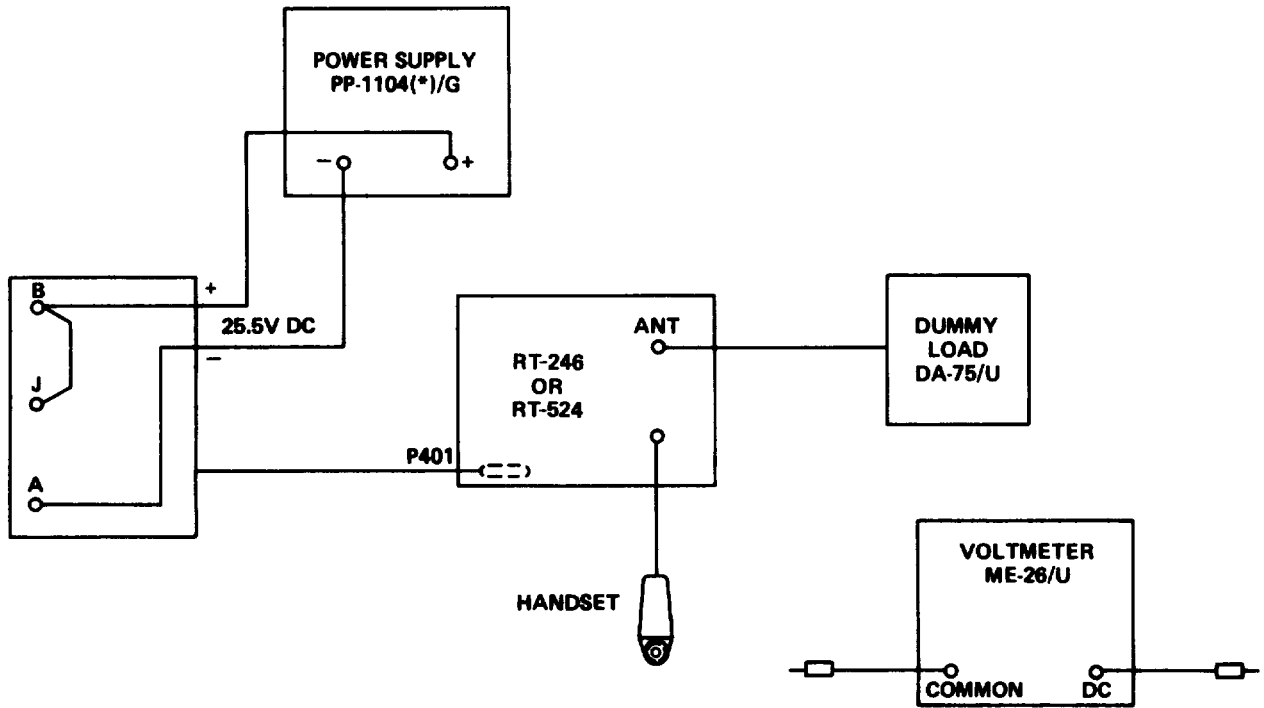 POWER SUPPLY
PP-1104(*)/G
− +
B
+
25.5V DC
−
J
A
P401
ANT
RT-246
OR
RT-524
DUMMY
LOAD
DA-75/U
HANDSET
VOLTMETER
ME-26/U
COMMON DC